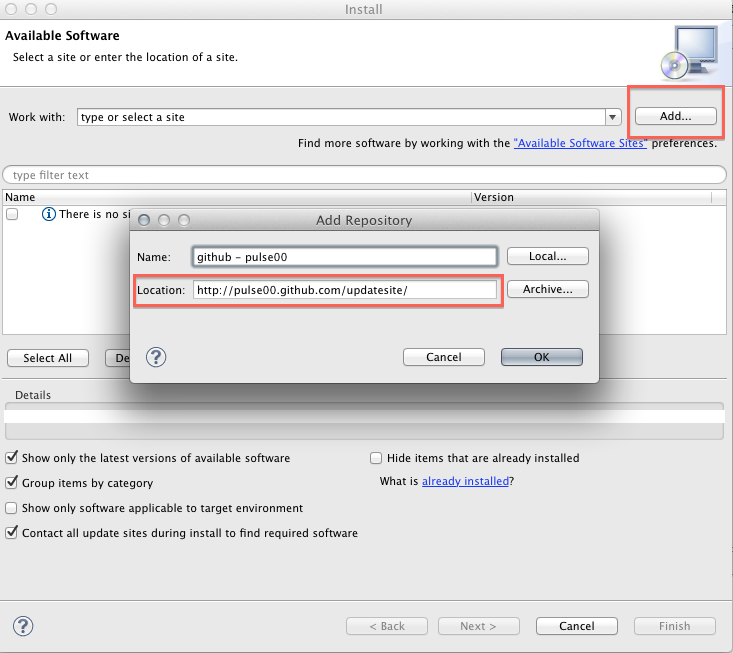 Install
Available Software
Select a site or enter the location of a site.
Work with:
type or select a site
Add...
Find more software by working with the "Available Software Sites" preferences.
type filter text
Name
Version
There is no si
Add Repository
Name:
github - pulse00
Local...
Location:
http://pulse00.github.com/updatesite/
Archive...
?
Cancel
OK
Select All
De
Details
Show only the latest versions of available software
Hide items that are already installed
Group items by category
What is already installed?
Show only software applicable to target environment
Contact all update sites during install to find required software
?
< Back
Next >
Cancel
Finish